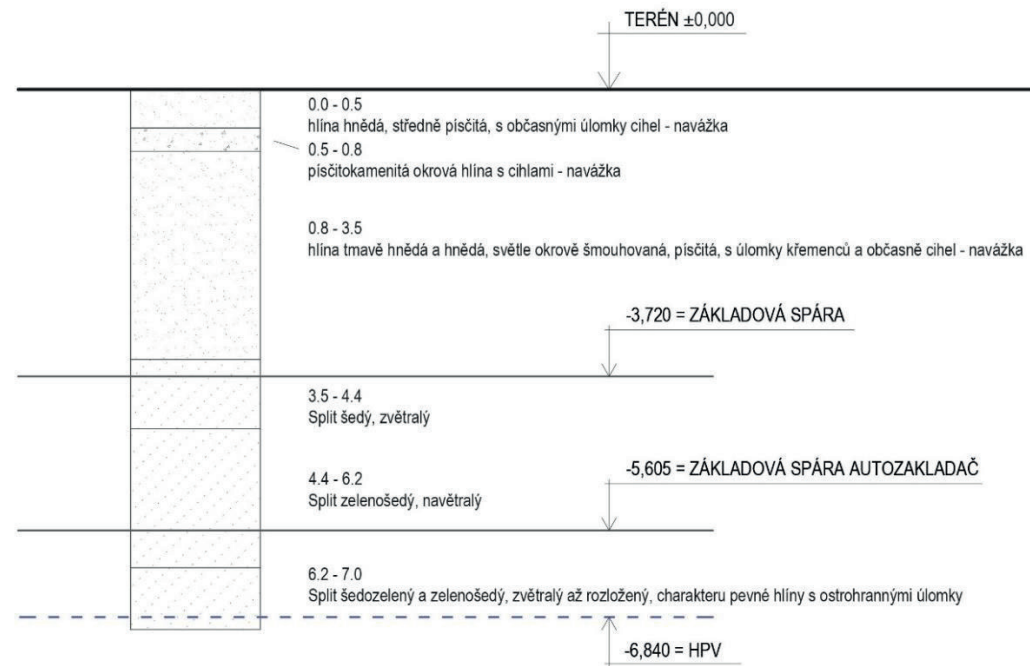 TERÉN ±0,000
0.0 - 0.5
hlína hnědá, středně písčitá, s občasnými úlomky cihel - navážka
0.5 - 0.8
písčitokamenitá okrová hlína s cihlami - navážka
0.8 - 3.5
hlína tmavě hnědá a hnědá, světle okrově šmouhovaná, písčitá, s úlomky křemenců a občasně cihel - navážka
-3,720 = ZÁKLADOVÁ SPÁRA
3.5 - 4.4
Split šedý, zvětralý
-5,605 = ZÁKLADOVÁ SPÁRA AUTOZAKLADAČ
4.4 - 6.2
Split zelenošedý, navětralý
6.2 - 7.0
Split šedozelený a zelenošedý, zvětralý až rozložený, charakteru pevné hlíny s ostrohrannými úlomky
-6,840 = HPV